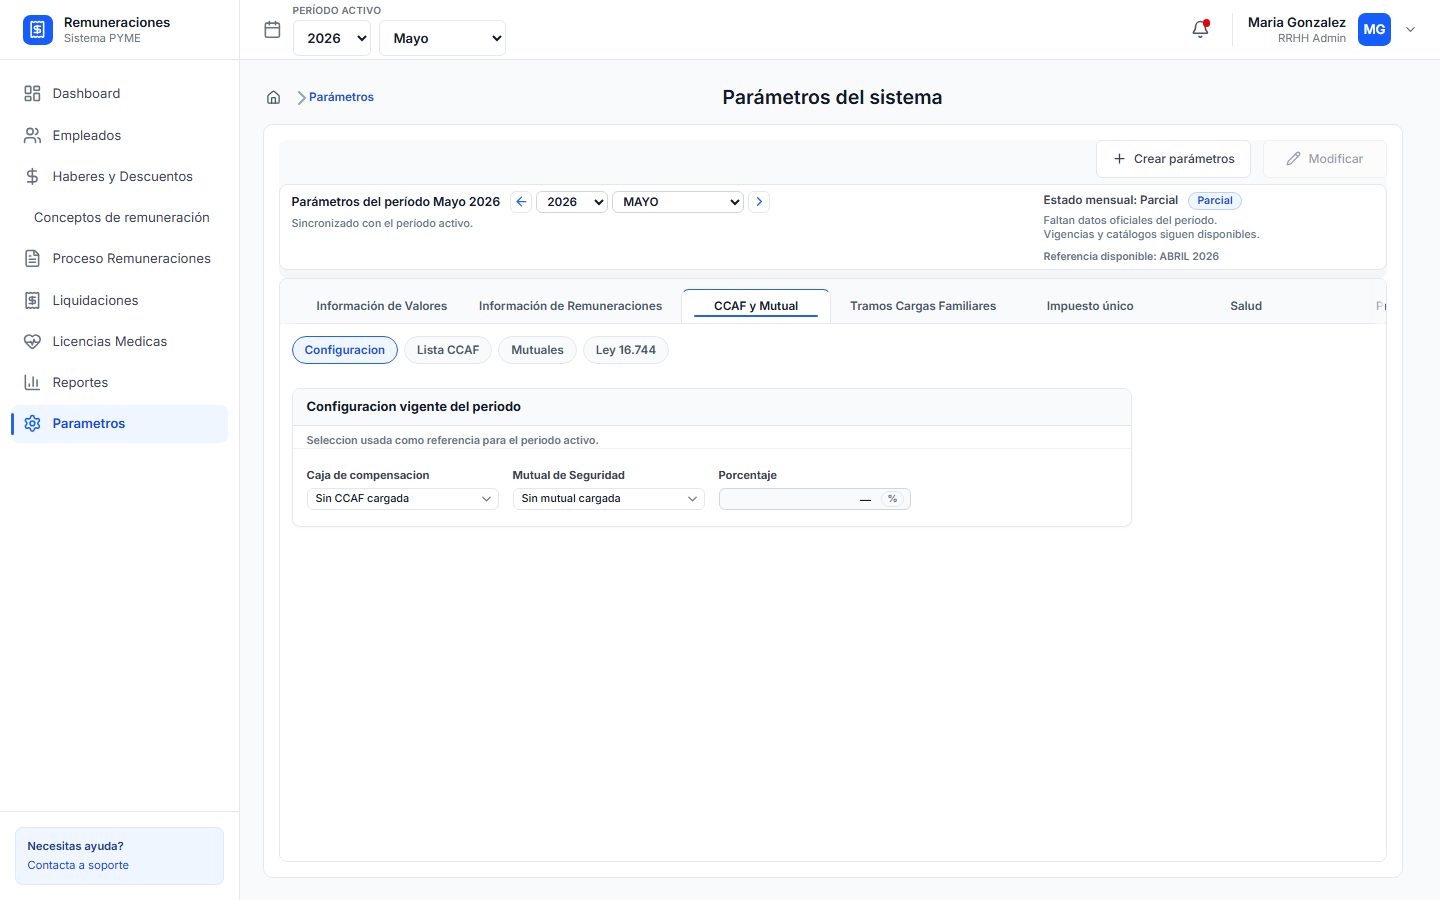 Remuneraciones
Sistema PYME
PERÍODO ACTIVO
2026
Mayo
Maria Gonzalez
RRHH Admin
MG
Dashboard
Empleados
Haberes y Descuentos
Conceptos de remuneración
Proceso Remuneraciones
Liquidaciones
Licencias Medicas
Reportes
Parametros
Necesitas ayuda?
Contacta a soporte
Parámetros
Parámetros del sistema
Crear parámetros
Modificar
Parámetros del período Mayo 2026
2026
MAYO
Sincronizado con el período activo.
Estado mensual: Parcial
Parcial
Faltan datos oficiales del período.
Vigencias y catálogos siguen disponibles.
Referencia disponible: ABRIL 2026
Información de Valores
Información de Remuneraciones
CCAF y Mutual
Tramos Cargas Familiares
Impuesto único
Salud
Configuracion
Lista CCAF
Mutuales
Ley 16.744
Configuracion vigente del periodo
Seleccion usada como referencia para el periodo activo.
Caja de compensacion
Mutual de Seguridad
Porcentaje
Sin CCAF cargada
Sin mutual cargada
— %